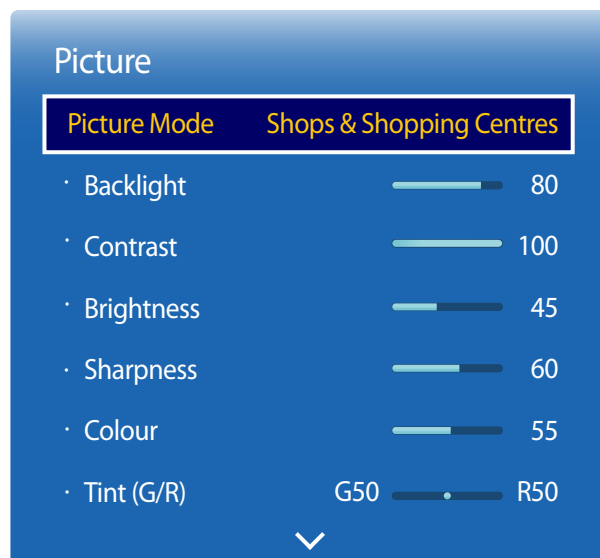 Picture
Picture Mode Shops & Shopping Centres
· Backlight 80
· Contrast 100
· Brightness 45
· Sharpness 60
· Colour 55
· Tint (G/R) G50 R50